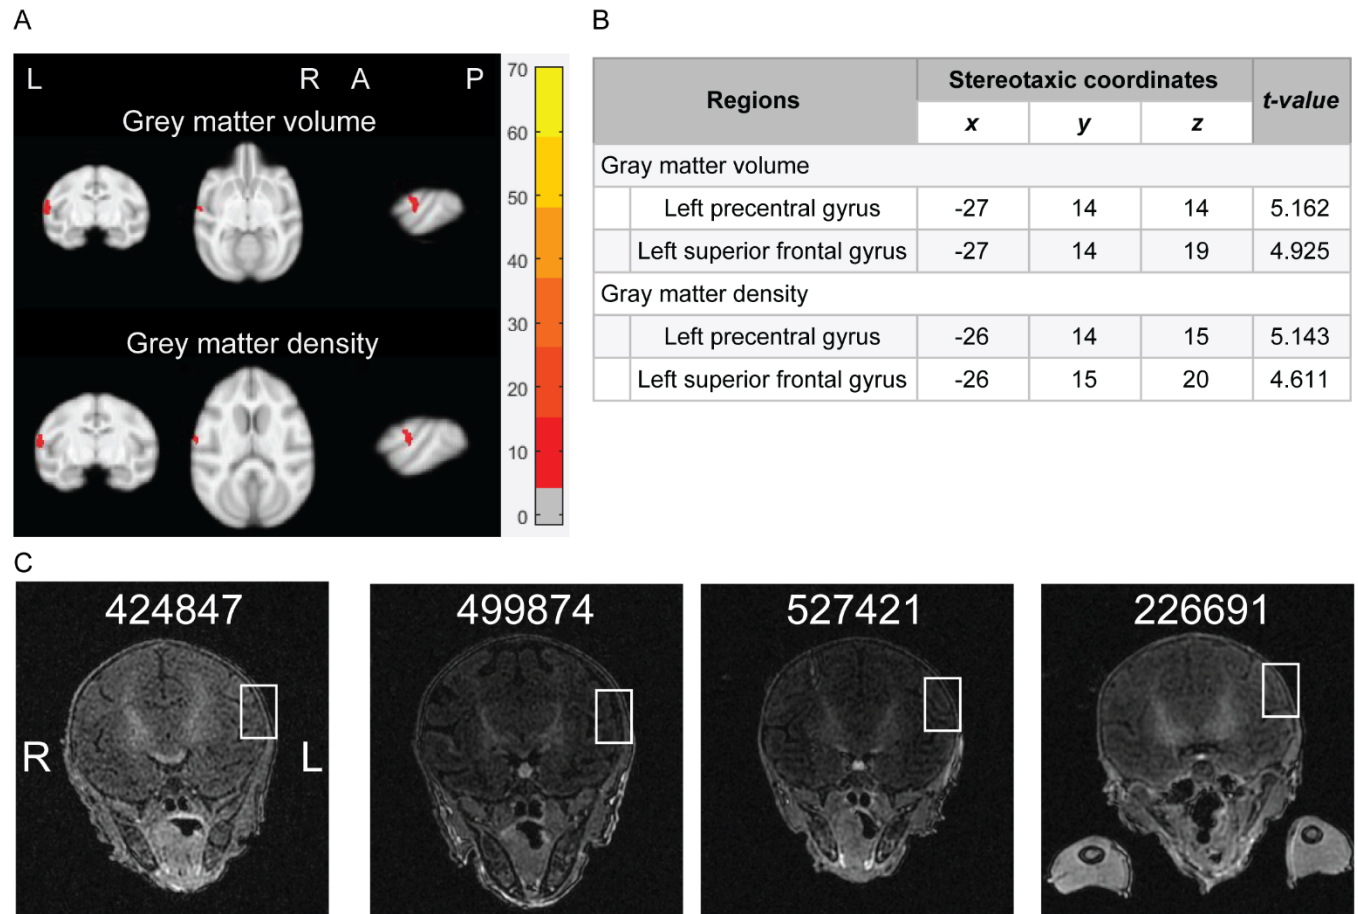 A
L R A P
Grey matter volume
Grey matter density
70
60
50
40
30
20
10
0
B
Regions Stereotaxic coordinates t-value
x y z
Gray matter volume
Left precentral gyrus -27 14 14 5.162
Left superior frontal gyrus -27 14 19 4.925
Gray matter density
Left precentral gyrus -26 14 15 5.143
Left superior frontal gyrus -26 15 20 4.611
C
424847 499874 527421 226691
R L